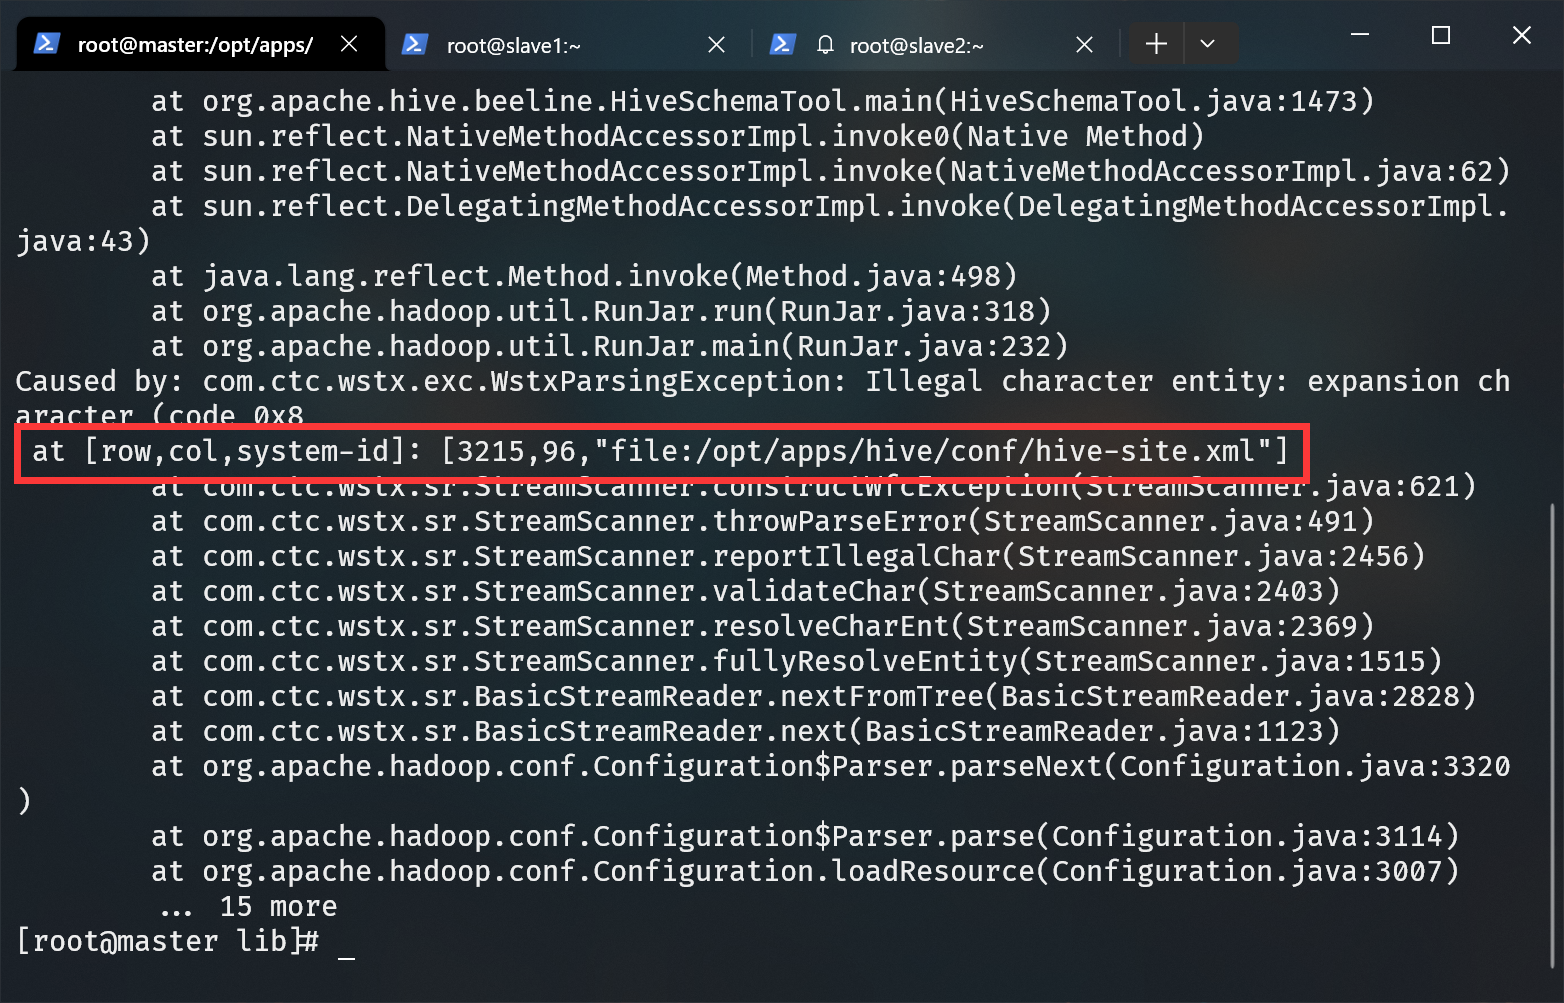 root@master:/opt/apps/
root@slave1:~
root@slave2:~
at org.apache.hive.beeline.HiveSchemaTool.main(HiveSchemaTool.java:1473)
at sun.reflect.NativeMethodAccessorImpl.invoke0(Native Method)
at sun.reflect.NativeMethodAccessorImpl.invoke(NativeMethodAccessorImpl.java:62)
at sun.reflect.DelegatingMethodAccessorImpl.invoke(DelegatingMethodAccessorImpl.
java:43)
at java.lang.reflect.Method.invoke(Method.java:498)
at org.apache.hadoop.util.RunJar.run(RunJar.java:318)
at org.apache.hadoop.util.RunJar.main(RunJar.java:232)
Caused by: com.ctc.wstx.exc.WstxParsingException: Illegal character entity: expansion ch
aracter (code 0x8
at [row,col,system-id]: [3215,96,"file:/opt/apps/hive/conf/hive-site.xml"]
at com.ctc.wstx.sr.StreamScanner.constructWfcException(StreamScanner.java:621)
at com.ctc.wstx.sr.StreamScanner.throwParseError(StreamScanner.java:491)
at com.ctc.wstx.sr.StreamScanner.reportIllegalChar(StreamScanner.java:2456)
at com.ctc.wstx.sr.StreamScanner.validateChar(StreamScanner.java:2403)
at com.ctc.wstx.sr.StreamScanner.resolveCharEnt(StreamScanner.java:2369)
at com.ctc.wstx.sr.StreamScanner.fullyResolveEntity(StreamScanner.java:1515)
at com.ctc.wstx.sr.BasicStreamReader.nextFromTree(BasicStreamReader.java:2828)
at com.ctc.wstx.sr.BasicStreamReader.next(BasicStreamReader.java:1123)
at org.apache.hadoop.conf.Configuration$Parser.parseNext(Configuration.java:3320
)
at org.apache.hadoop.conf.Configuration$Parser.parse(Configuration.java:3114)
at org.apache.hadoop.conf.Configuration.loadResource(Configuration.java:3007)
... 15 more
[root@master lib]# _